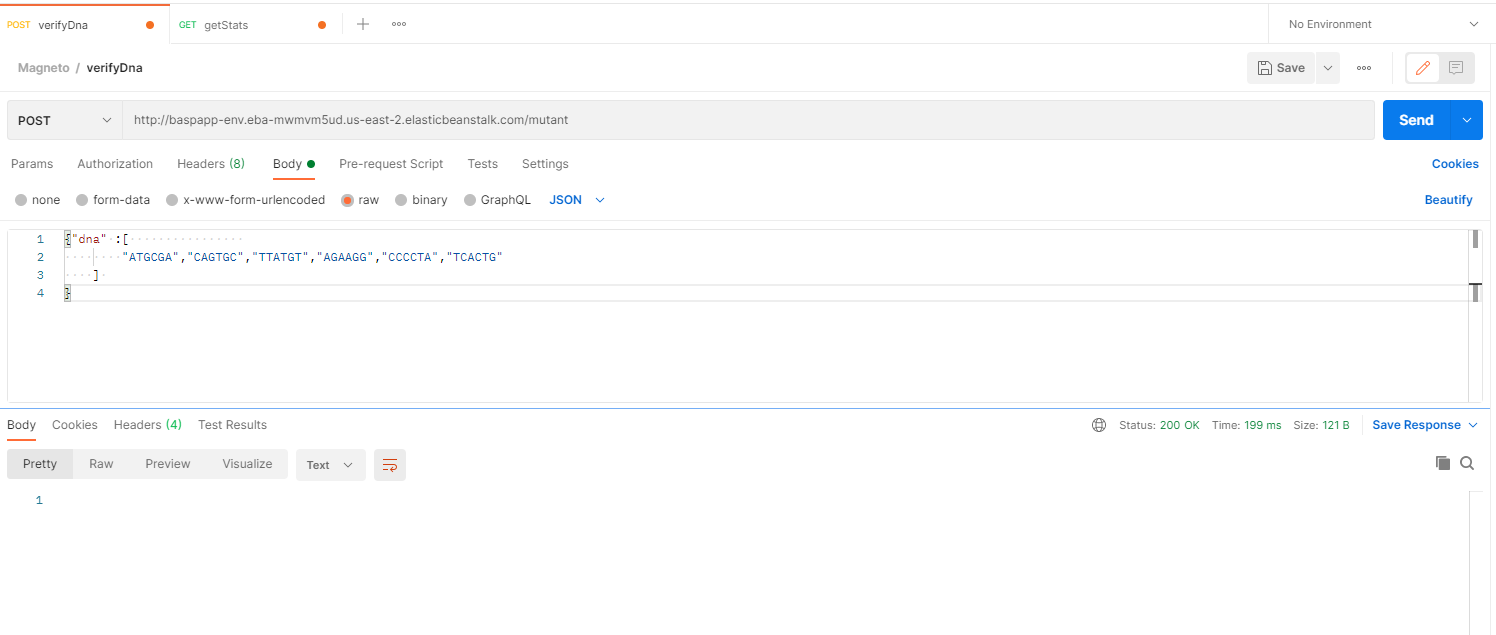 POST verifyDna GET getStats No Environment
Magneto / verifyDna Save
POST http://baspapp-env.eba-mwmvm5ud.us-east-2.elasticbeanstalk.com/mutant Send
Params Authorization Headers (8) Body Pre-request Script Tests Settings Cookies
none form-data x-www-form-urlencoded raw binary GraphQL JSON Beautify
1 {"dna" :[
2 "ATGCGA","CAGTGC","TTATGT","AGAAGG","CCCCTA","TCACTG"
3 ]
4 }
Body Cookies Headers (4) Test Results Status: 200 OK Time: 199 ms Size: 121 B Save Response
Pretty Raw Preview Visualize Text
1